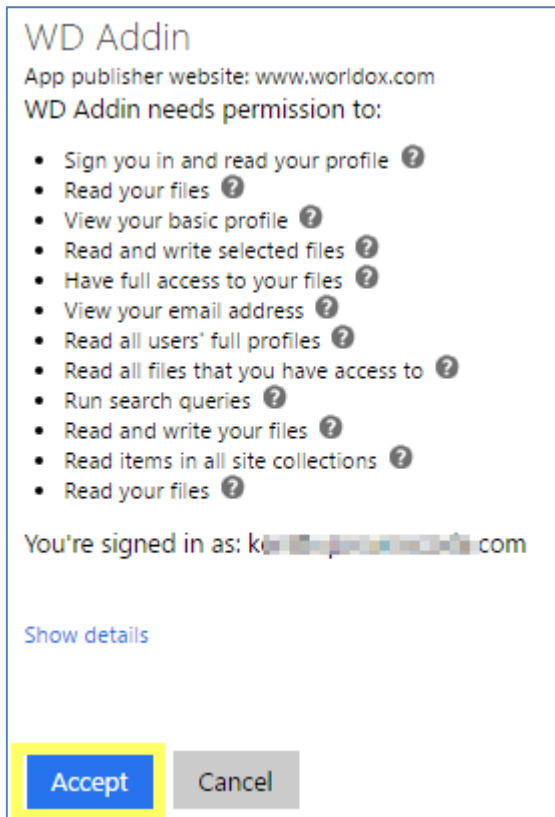 WD Addin
App publisher website: www.worldox.com
WD Addin needs permission to:
• Sign you in and read your profile
• Read your files
• View your basic profile
• Read and write selected files
• Have full access to your files
• View your email address
• Read all users' full profiles
• Read all files that you have access to
• Run search queries
• Read and write your files
• Read items in all site collections
• Read your files
You're signed in as: com
Show details
Accept Cancel